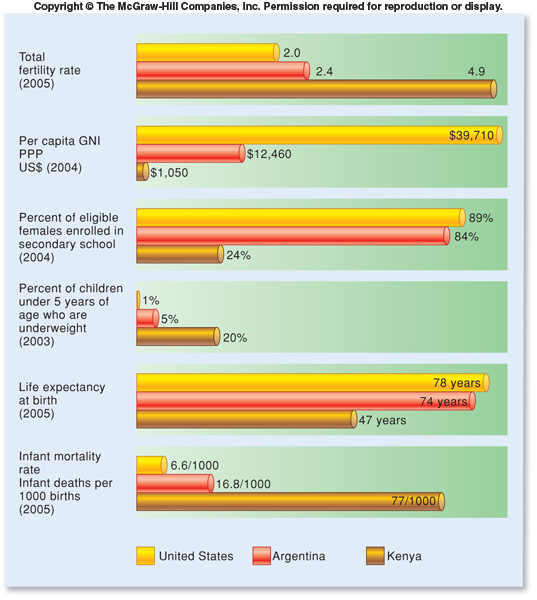 Copyright © The McGraw-Hill Companies, Inc. Permission required for reproduction or display.
Total
fertility rate
(2005)
2.0
2.4
4.9
Per capita GNI
PPP
US$ (2004)
$39,710
$12,460
$1,050
Percent of eligible
females enrolled in
secondary school
(2004)
89%
84%
24%
Percent of children
under 5 years of
age who are
underweight
(2003)
1%
5%
20%
Life expectancy
at birth
(2005)
78 years
74 years
47 years
Infant mortality
rate
Infant deaths per
1000 births
(2005)
6.6/1000
16.8/1000
77/1000
United States
Argentina
Kenya